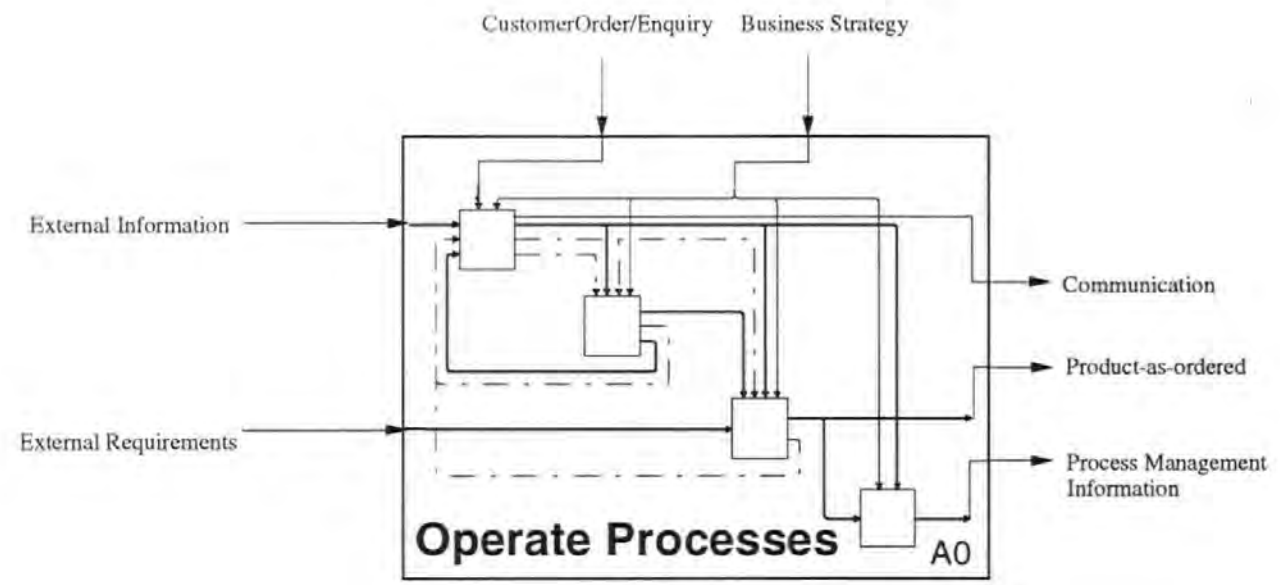 CustomerOrder/Enquiry
Business Strategy
External Information
Communication
Product-as-ordered
External Requirements
Process Management
Information
Operate Processes
A0